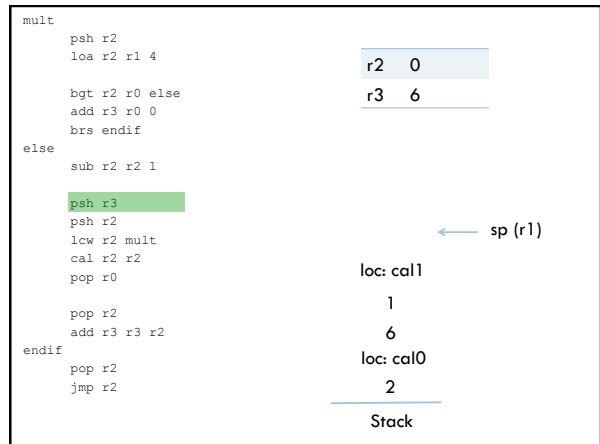 mult
psh r2
loa r2 r1 4
bgt r2 r0 else
add r3 r0 0
brs endif
else
sub r2 r2 1
psh r3
psh r2
lcw r2 mult
cal r2 r2
pop r0
pop r2
add r3 r3 r2
endif
pop r2
jmp r2
r2 0
r3 6
sp (r1)
loc: cal1
1
6
loc: cal0
2
Stack